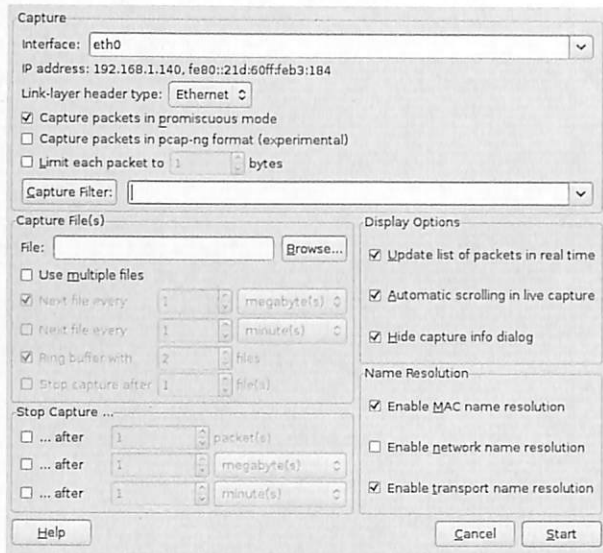 Capture
Interface: eth0
IP address: 192.168.1.140, fe80::21d:60ff:feb3:184
Link-layer header type: Ethernet
Capture packets in promiscuous mode
Capture packets in pcap-ng format (experimental)
Limit each packet to 1 bytes
Capture Filter:
Capture File(s)
File: Browse...
Use multiple files
Next file every 1 megabyte(s)
Next file every 1 minute(s)
Ring buffer with 2 files
Stop capture after 1 file(s)
Stop Capture ...
... after 1 packet(s)
... after 1 megabyte(s)
... after 1 minute(s)
Display Options
Update list of packets in real time
Automatic scrolling in live capture
Hide capture info dialog
Name Resolution
Enable MAC name resolution
Enable network name resolution
Enable transport name resolution
Help
Cancel
Start